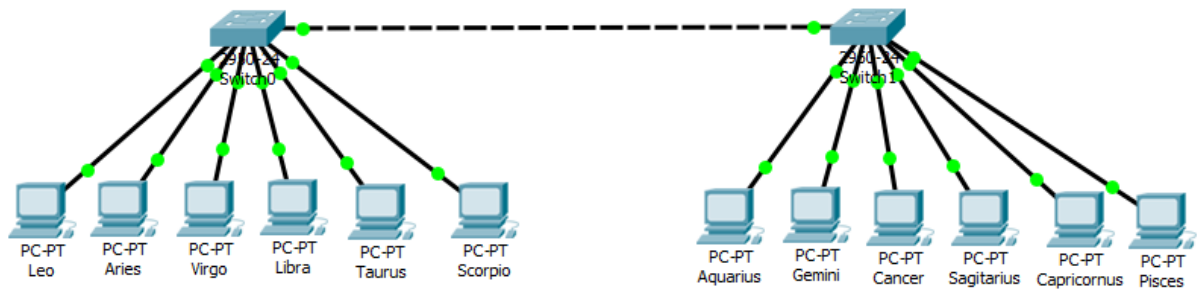 2950-24
Switch0
2950-24
Switch1
PC-PT
Leo
PC-PT
Aries
PC-PT
Virgo
PC-PT
Libra
PC-PT
Taurus
PC-PT
Scorpio
PC-PT
Aquarius
PC-PT
Gemini
PC-PT
Cancer
PC-PT
Sagitarius
PC-PT
Capricornus
PC-PT
Pisces